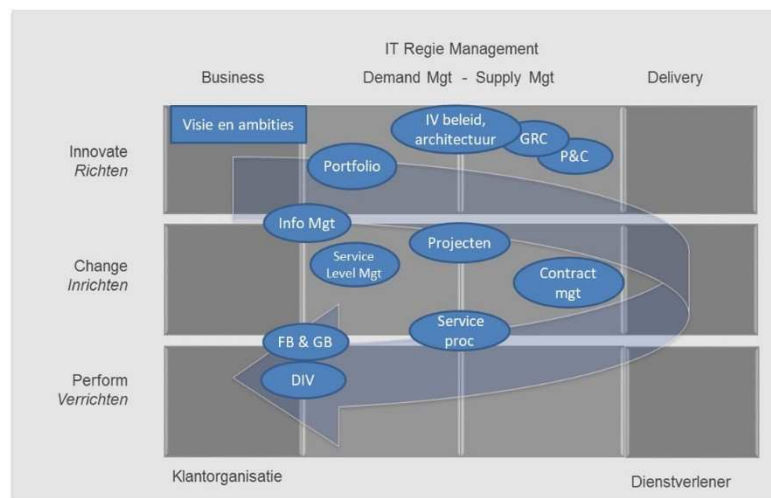 IT Regie Management
Business
Demand Mgt - Supply Mgt
Delivery
Visie en ambities
IV beleid,
architectuur
GRC
P&C
Innovate
Richten
Portfolio
Info Mgt
Projecten
Change
Inrichten
Service
Level Mgt
Contract
mgt
Service
proc
FB & GB
DIV
Perform
Verrichten
Klantorganisatie
Dienstverlener